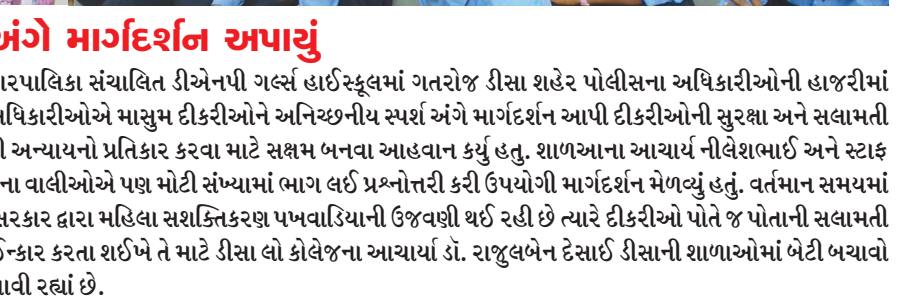 અંગે માર્ગદર્શન અપાયું
ારપાલિકા સંચાલિત ડીએનપી ગર્લ્સ હાઈસ્કૂલમાં ગતરોજ ડીસા શહેર પોલીસના અધિકારીઓની હાજરીમાં
અધિકારીઓએ માસુમ દીકરીઓને અનિચ્છનીય સ્પર્શ અંગે માર્ગદર્શન આપી દીકરીઓની સુરક્ષા અને સલામતી
ી અન્યાયનો પ્રતિકાર કરવા માટે સક્ષમ બનવા આહવાન કર્યુ હતુ. શાળઆના આચાર્ય નીલેશભાઈ અને સ્ટાફ
ના વાલીઓએ પણ મોટી સંખ્યામાં ભાગ લઈ પ્રશ્નોત્તરી કરી ઉપયોગી માર્ગદર્શન મેળવ્યું હતું. વર્તમાન સમયમાં
સરકાર દ્વારા મહિલા સશક્તિકરણ પખવાડિયાની ઉજવણી થઈ રહી છે ત્યારે દીકરીઓ પોતે જ પોતાની સલામતી
ઈન્કાર કરતા શઈખે તે માટે ડીસા લો કોલેજના આચાર્યા ડૉ. રાજુલબેન દેસાઈ ડીસાની શાળાઓમાં બેટી બચાવો
ાવી રહ્યાં છે.